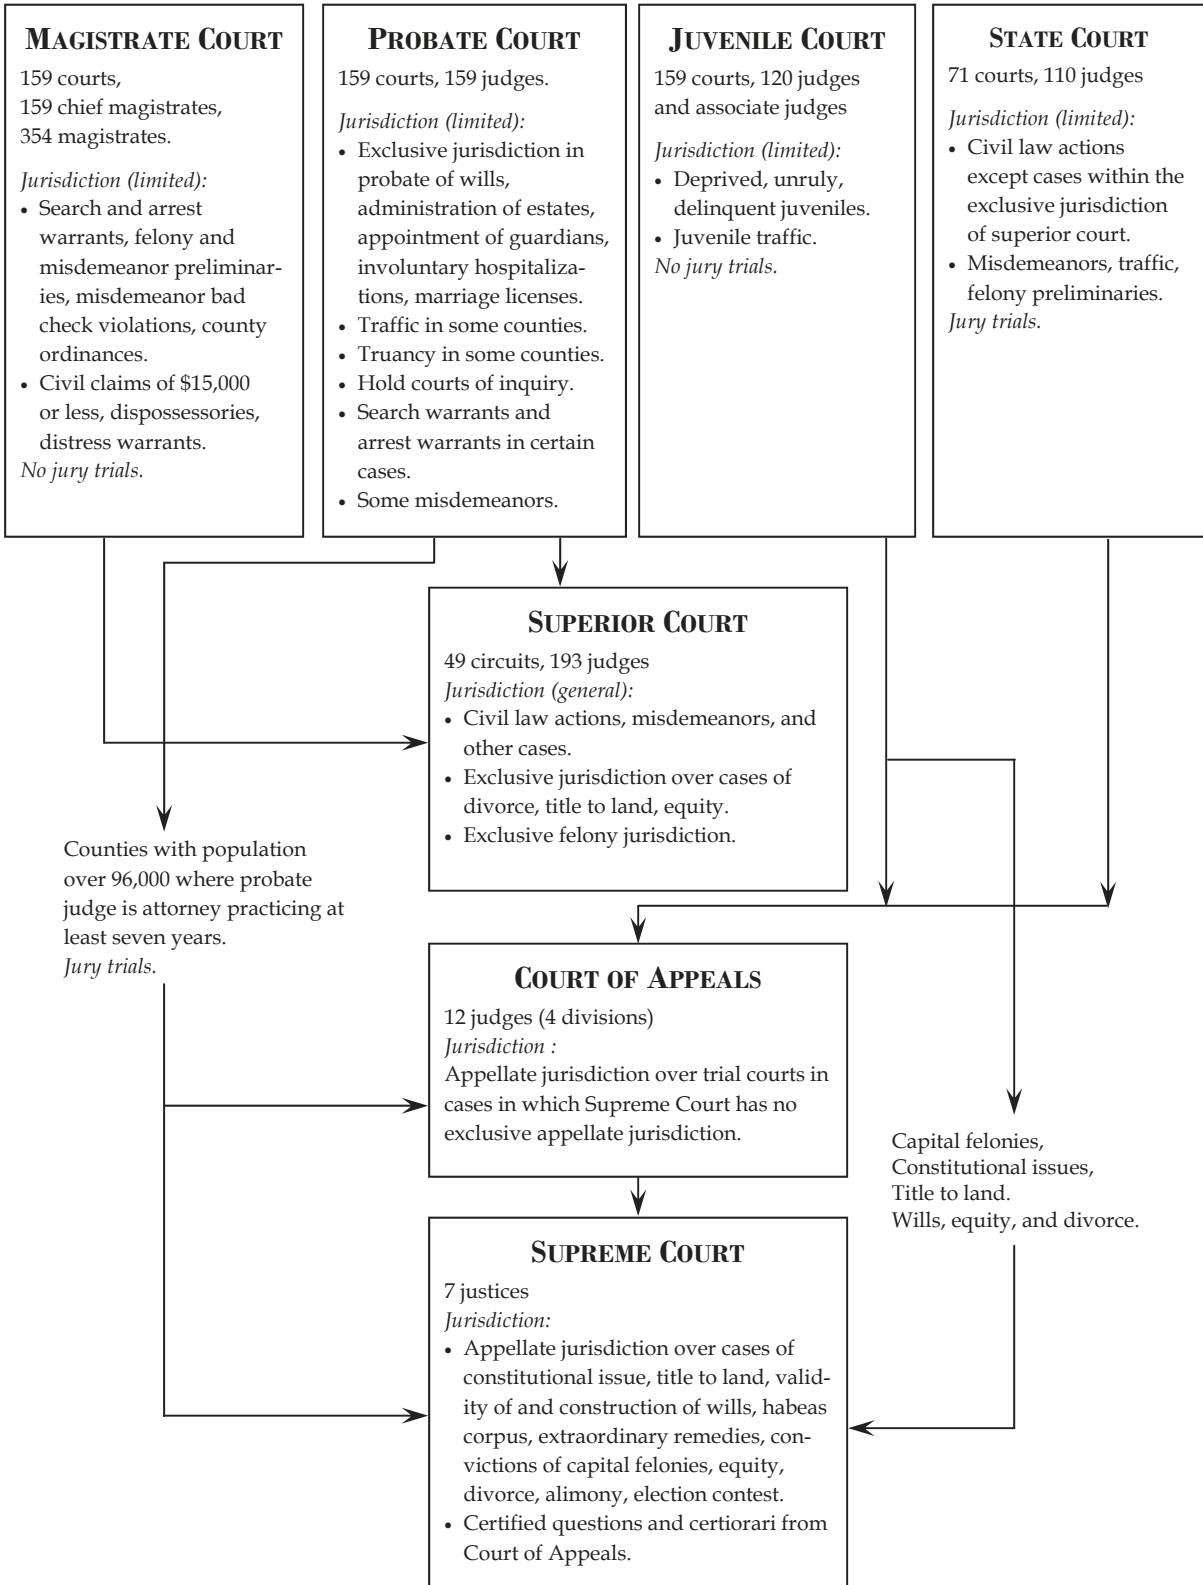 MAGISTRATE COURT
159 courts,
159 chief magistrates,
354 magistrates.
Jurisdiction (limited):
• Search and arrest
warrants, felony and
misdemeanor preliminar-
ies, misdemeanor bad
check violations, county
ordinances.
• Civil claims of $15,000
or less, dispossessories,
distress warrants.
No jury trials.
PROBATE COURT
159 courts, 159 judges.
Jurisdiction (limited):
• Exclusive jurisdiction in
probate of wills,
administration of estates,
appointment of guardians,
involuntary hospitaliza-
tions, marriage licenses.
• Traffic in some counties.
• Truancy in some counties.
• Hold courts of inquiry.
• Search warrants and
arrest warrants in certain
cases.
• Some misdemeanors.
JUVENILE COURT
159 courts, 120 judges
and associate judges
Jurisdiction (limited):
• Deprived, unruly,
delinquent juveniles.
• Juvenile traffic.
No jury trials.
STATE COURT
71 courts, 110 judges
Jurisdiction (limited):
• Civil law actions
except cases within the
exclusive jurisdiction
of superior court.
• Misdemeanors, traffic,
felony preliminaries.
Jury trials.
SUPERIOR COURT
49 circuits, 193 judges
Jurisdiction (general):
• Civil law actions, misdemeanors, and
other cases.
• Exclusive jurisdiction over cases of
divorce, title to land, equity.
• Exclusive felony jurisdiction.
Counties with population
over 96,000 where probate
judge is attorney practicing at
least seven years.
Jury trials.
COURT OF APPEALS
12 judges (4 divisions)
Jurisdiction :
Appellate jurisdiction over trial courts in
cases in which Supreme Court has no
exclusive appellate jurisdiction.
Capital felonies,
Constitutional issues,
Title to land.
Wills, equity, and divorce.
SUPREME COURT
7 justices
Jurisdiction:
• Appellate jurisdiction over cases of
constitutional issue, title to land, valid-
ity of and construction of wills, habeas
corpus, extraordinary remedies, con-
victions of capital felonies, equity,
divorce, alimony, election contest.
• Certified questions and certiorari from
Court of Appeals.